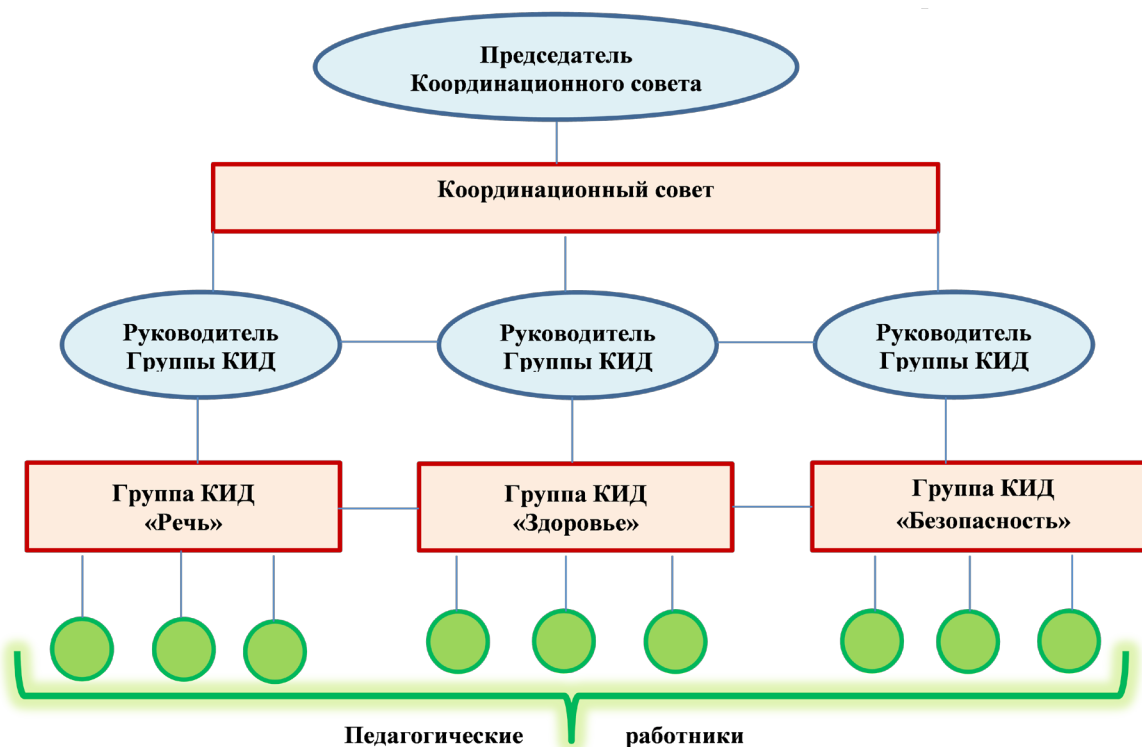 Председатель
Координационного совета
Координационный совет
Руководитель
Группы КИД
Руководитель
Группы КИД
Руководитель
Группы КИД
Группа КИД
«Речь»
Группа КИД
«Здоровье»
Группа КИД
«Безопасность»
Педагогические работники